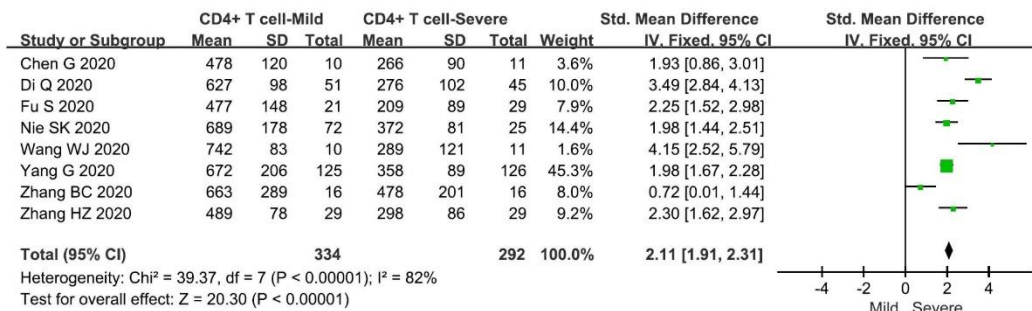 CD4+ T cell-Mild CD4+ T cell-Severe Std. Mean Difference Std. Mean Difference
Study or Subgroup Mean SD Total Mean SD Total Weight IV, Fixed, 95% CI IV, Fixed, 95% CI
Chen G 2020 478 120 10 266 90 11 3.6% 1.93 [0.86, 3.01]
Di Q 2020 627 98 51 276 102 45 10.0% 3.49 [2.84, 4.13]
Fu S 2020 477 148 21 209 89 29 7.9% 2.25 [1.52, 2.98]
Nie SK 2020 689 178 72 372 81 25 14.4% 1.98 [1.44, 2.51]
Wang WJ 2020 742 83 10 289 121 11 1.6% 4.15 [2.52, 5.79]
Yang G 2020 672 206 125 358 89 126 45.3% 1.98 [1.67, 2.28]
Zhang BC 2020 663 289 16 478 201 16 8.0% 0.72 [0.01, 1.44]
Zhang HZ 2020 489 78 29 298 86 29 9.2% 2.30 [1.62, 2.97]
Total (95% CI) 334 292 100.0% 2.11 [1.91, 2.31]
Heterogeneity: Chi² = 39.37, df = 7 (P < 0.00001); I² = 82%
Test for overall effect: Z = 20.30 (P < 0.00001)
-4 -2 0 2 4
Mild Severe